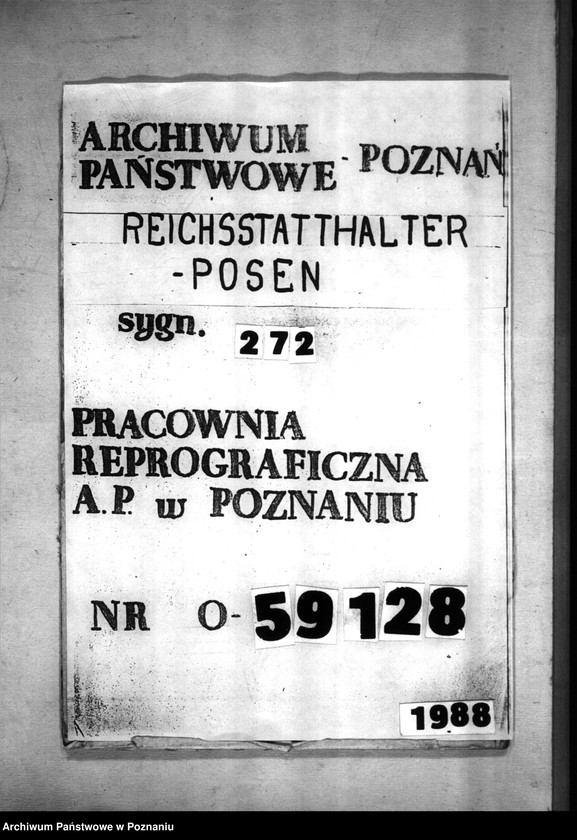 ARCHIWUM
PAŃSTWOWE - POZNAŃ
REICHSSTATTHALTER
-POSEN
sygn. 272
PRACOWNIA
REPROGRAFICZNA
A.P. w POZNANIU
NR O-59128
1988
Archiwum Państwowe w Poznaniu